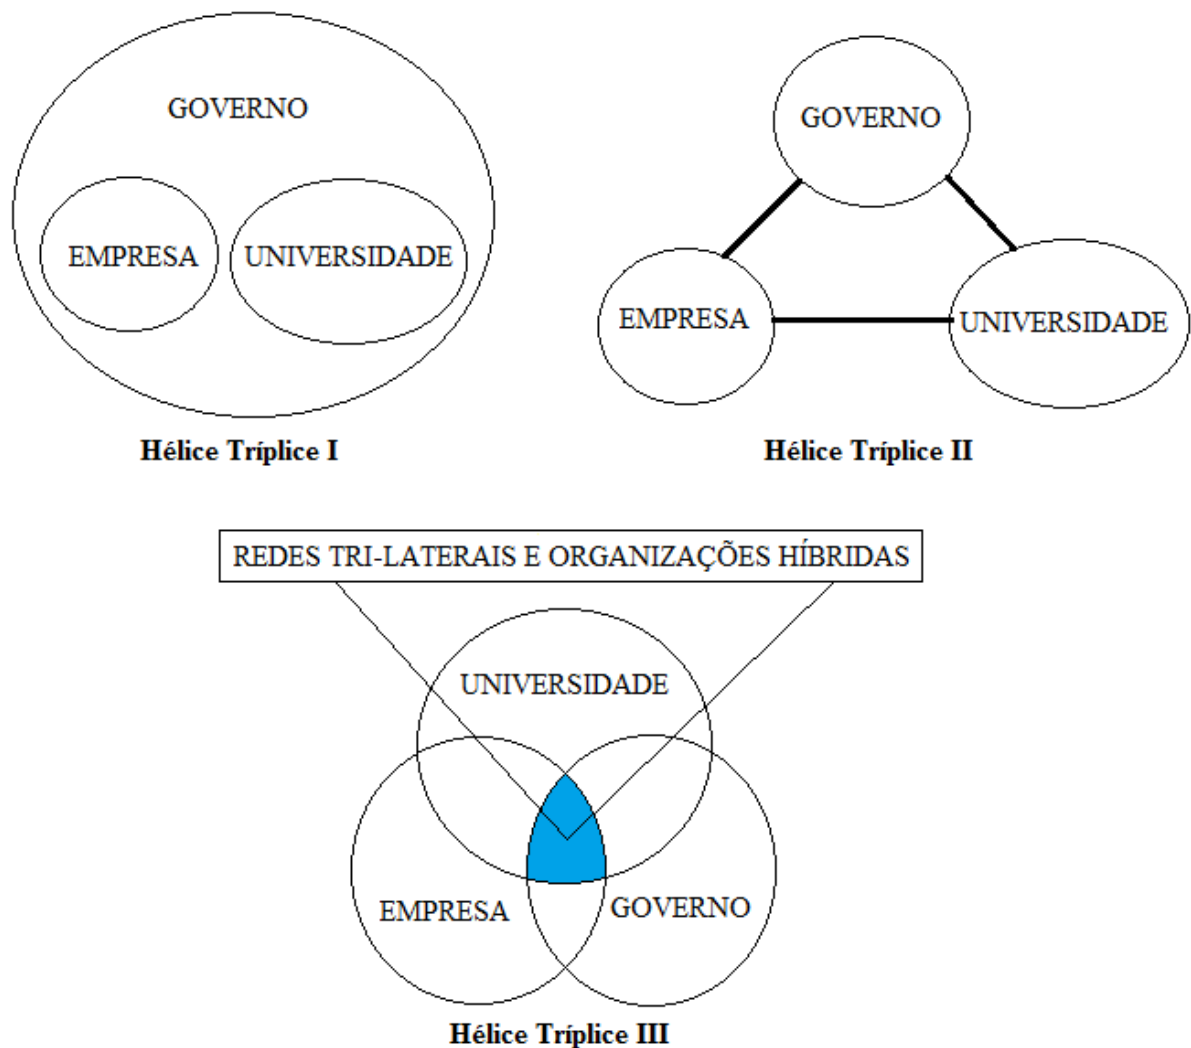 GOVERNO
EMPRESA
UNIVERSIDADE
Hélice Tríplice I
GOVERNO
EMPRESA
UNIVERSIDADE
Hélice Tríplice II
REDES TRI-LATERAIS E ORGANIZAÇÕES HÍBRIDAS
UNIVERSIDADE
EMPRESA
GOVERNO
Hélice Tríplice III